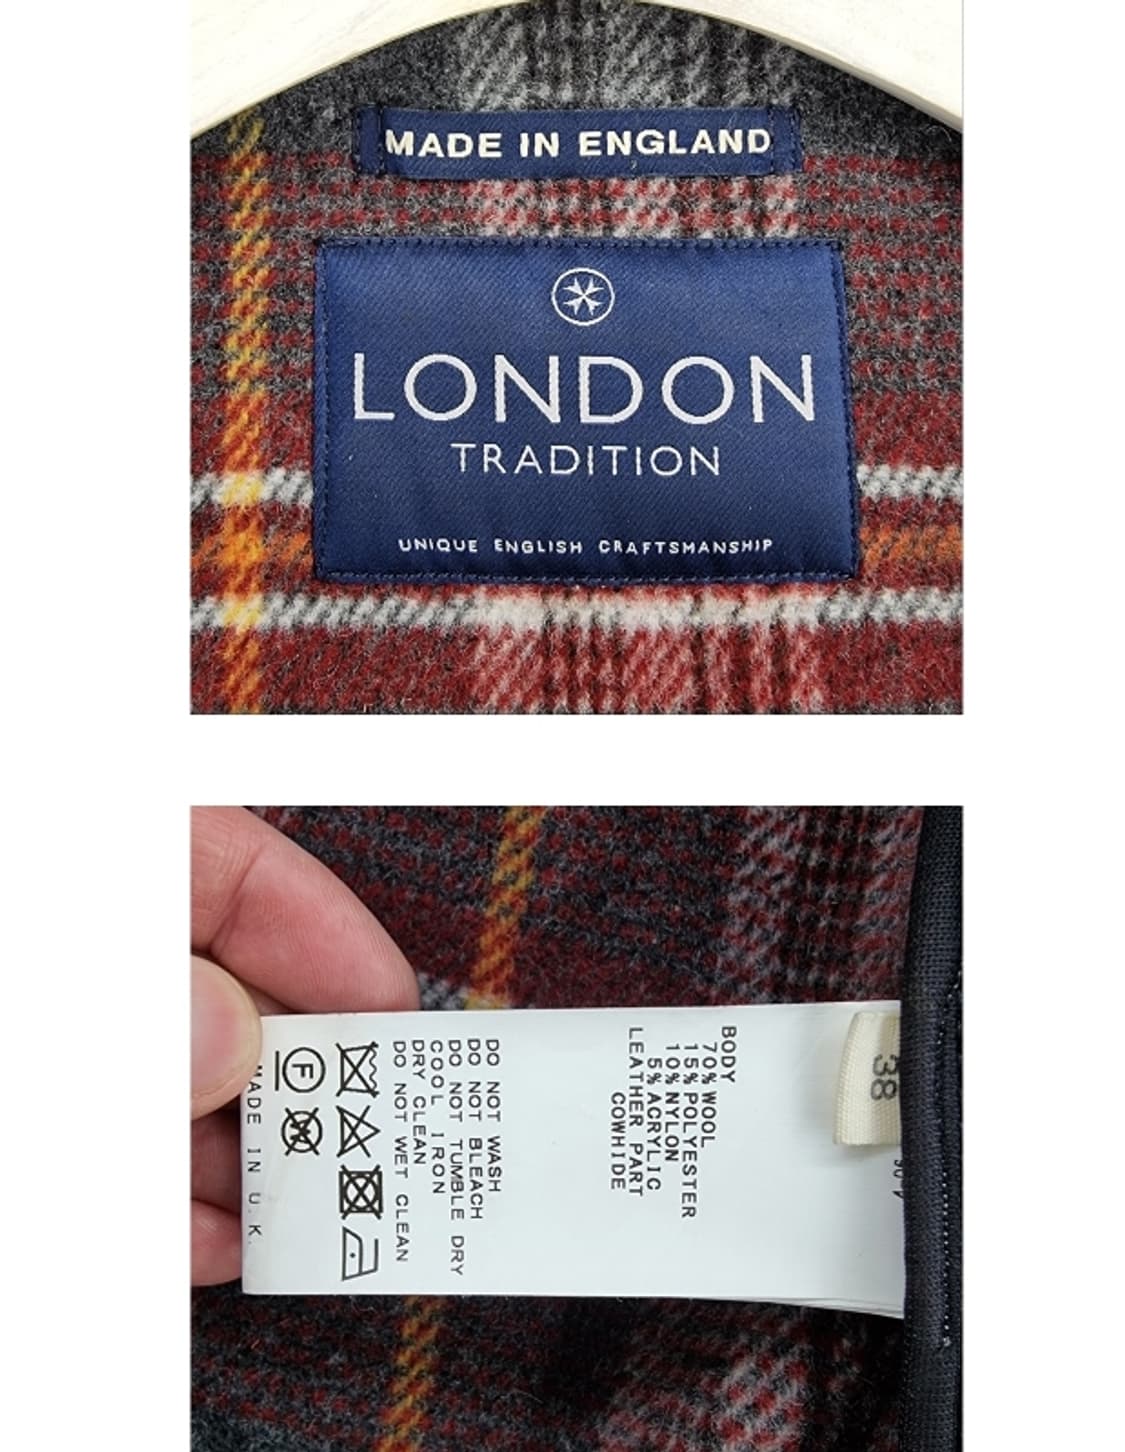 MADE IN ENGLAND
LONDON
TRADITION
UNIQUE ENGLISH CRAFTSMANSHIP
38
BODY
70%WOOL
15%POLYESTER
10%NYLON
5%ACRYLIC
LEATHER PART
COWHIDE
DO NOT WASH
DO NOT BLEACH
DO NOT TUMBLE DRY
COOL IRON
DRY CLEAN
DO NOT WET CLEAN
F
W
MADE IN U.K.